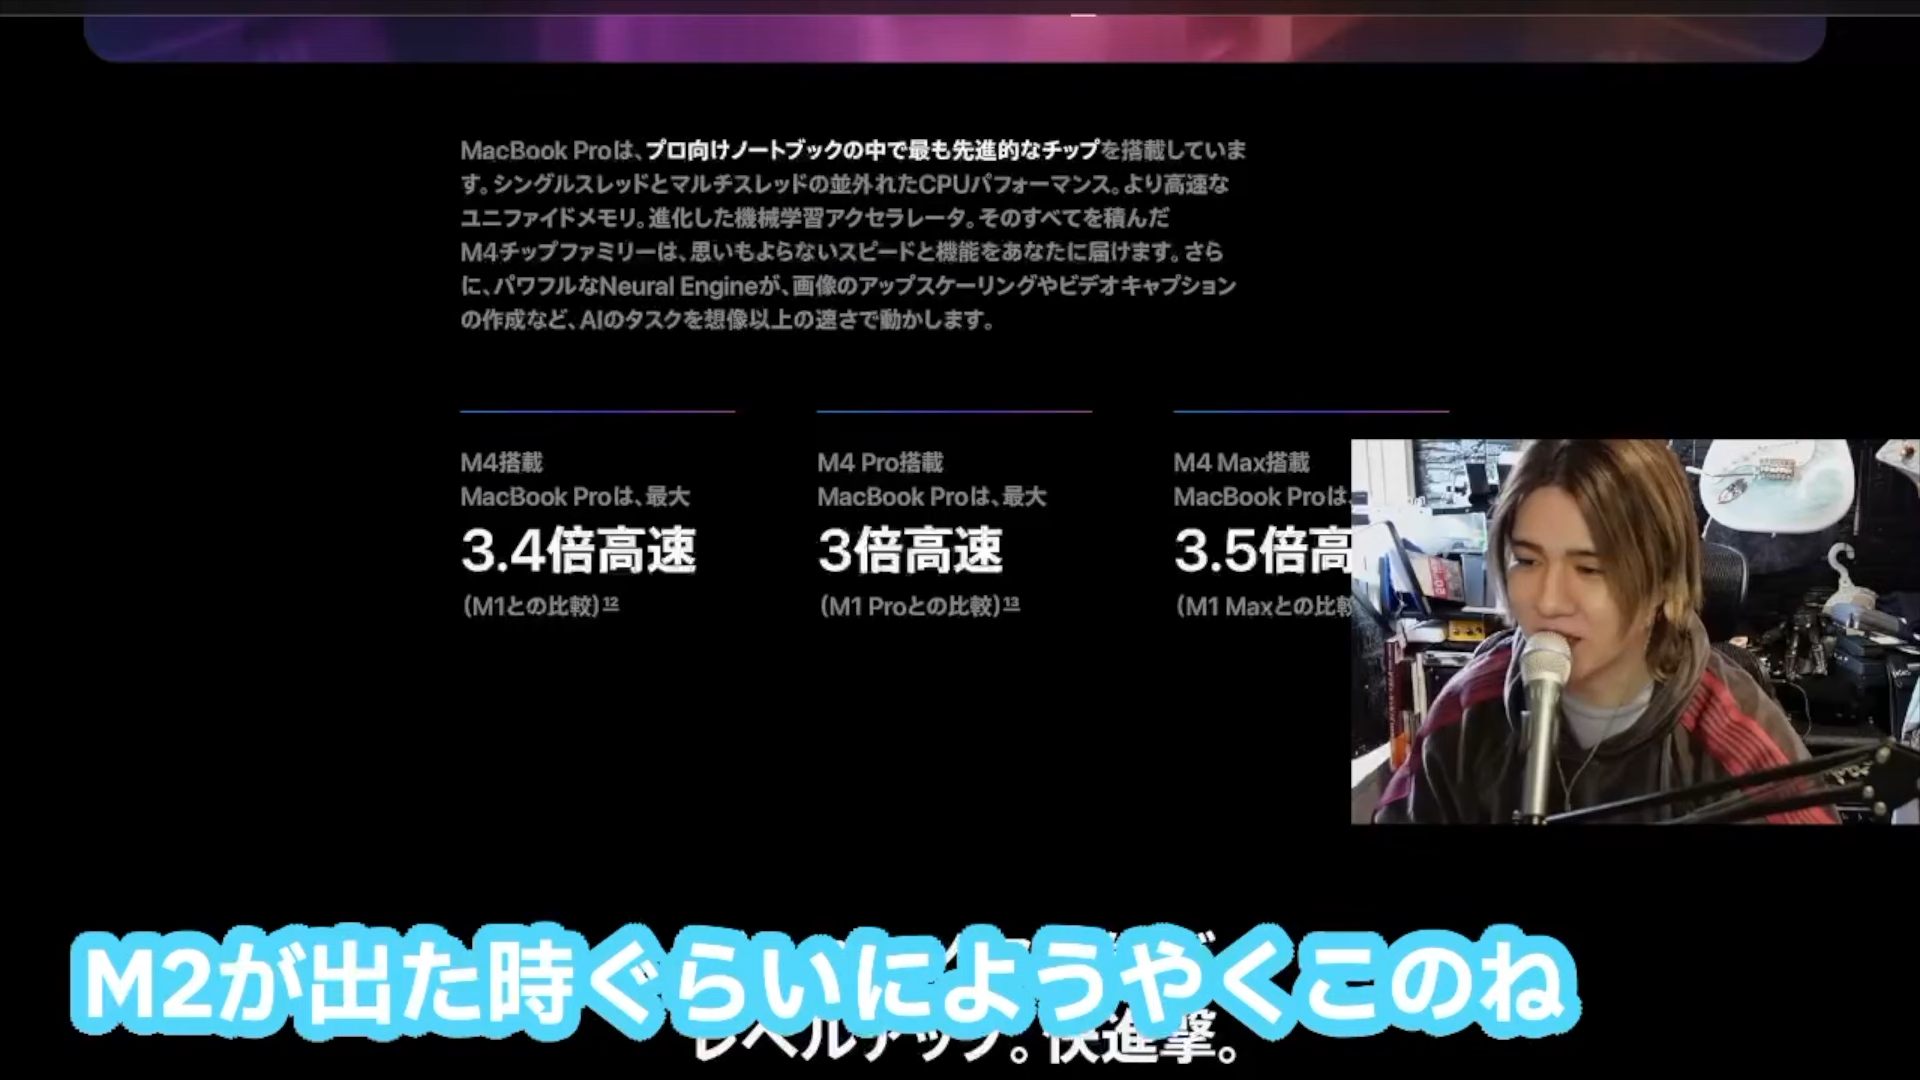 MacBook Proは、プロ向けノートブックの中で最も先進的なチップを搭載していま
す。シングルスレッドとマルチスレッドの並外れたCPUパフォーマンス。より高速な
ユニファイドメモリ。進化した機械学習アクセラレータ。そのすべてを積んだ
M4チップファミリーは、思いもよらないスピードと機能をあなたに届けます。さら
に、パワフルなNeural Engineが、画像のアップスケーリングやビデオキャプション
の作成など、AIのタスクを想像以上の速さで動かします。
M4搭載
MacBook Proは、最大
3.4倍高速
(M1との比較)12
M4 Pro搭載
MacBook Proは、最大
3倍高速
(M1 Proとの比較)13
M4 Max搭載
MacBook Proは、
3.5倍高
(M1 Maxとの比較
M2が出た時ぐらいにようやくこのね
レベルアップ。快進撃。